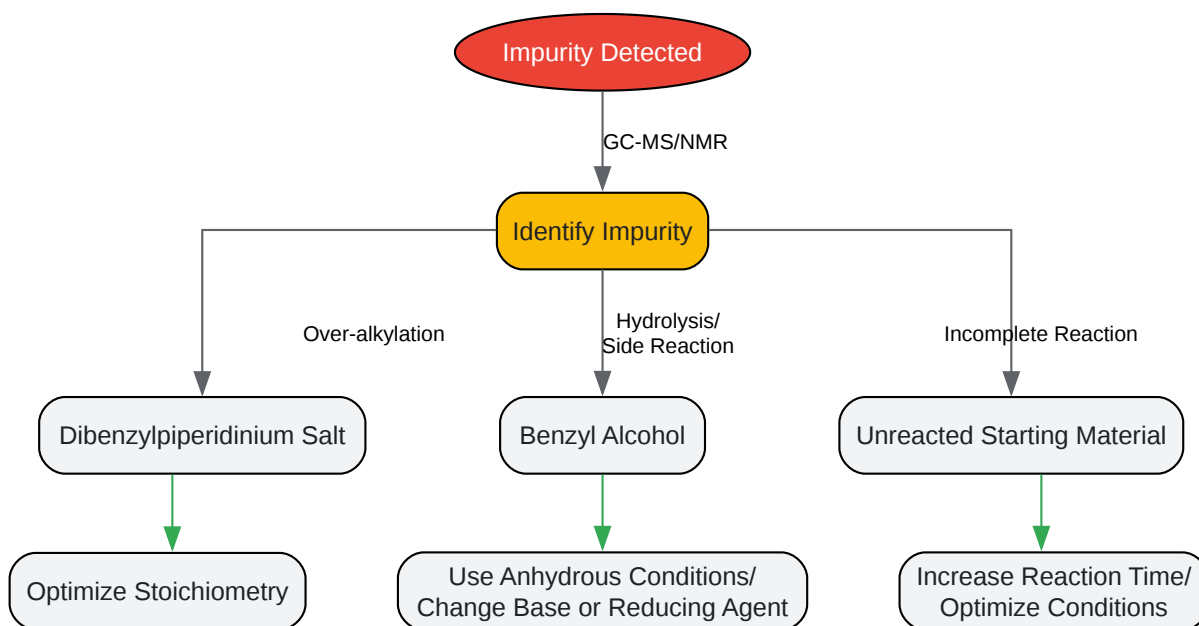 Impurity Detected
GC-MS/NMR
Identify Impurity
Over-alkylation
Hydrolysis/
Side Reaction
Incomplete Reaction
Dibenzylpiperidinium Salt
Benzyl Alcohol
Unreacted Starting Material
Optimize Stoichiometry
Use Anhydrous Conditions/
Change Base or Reducing Agent
Increase Reaction Time/
Optimize Conditions